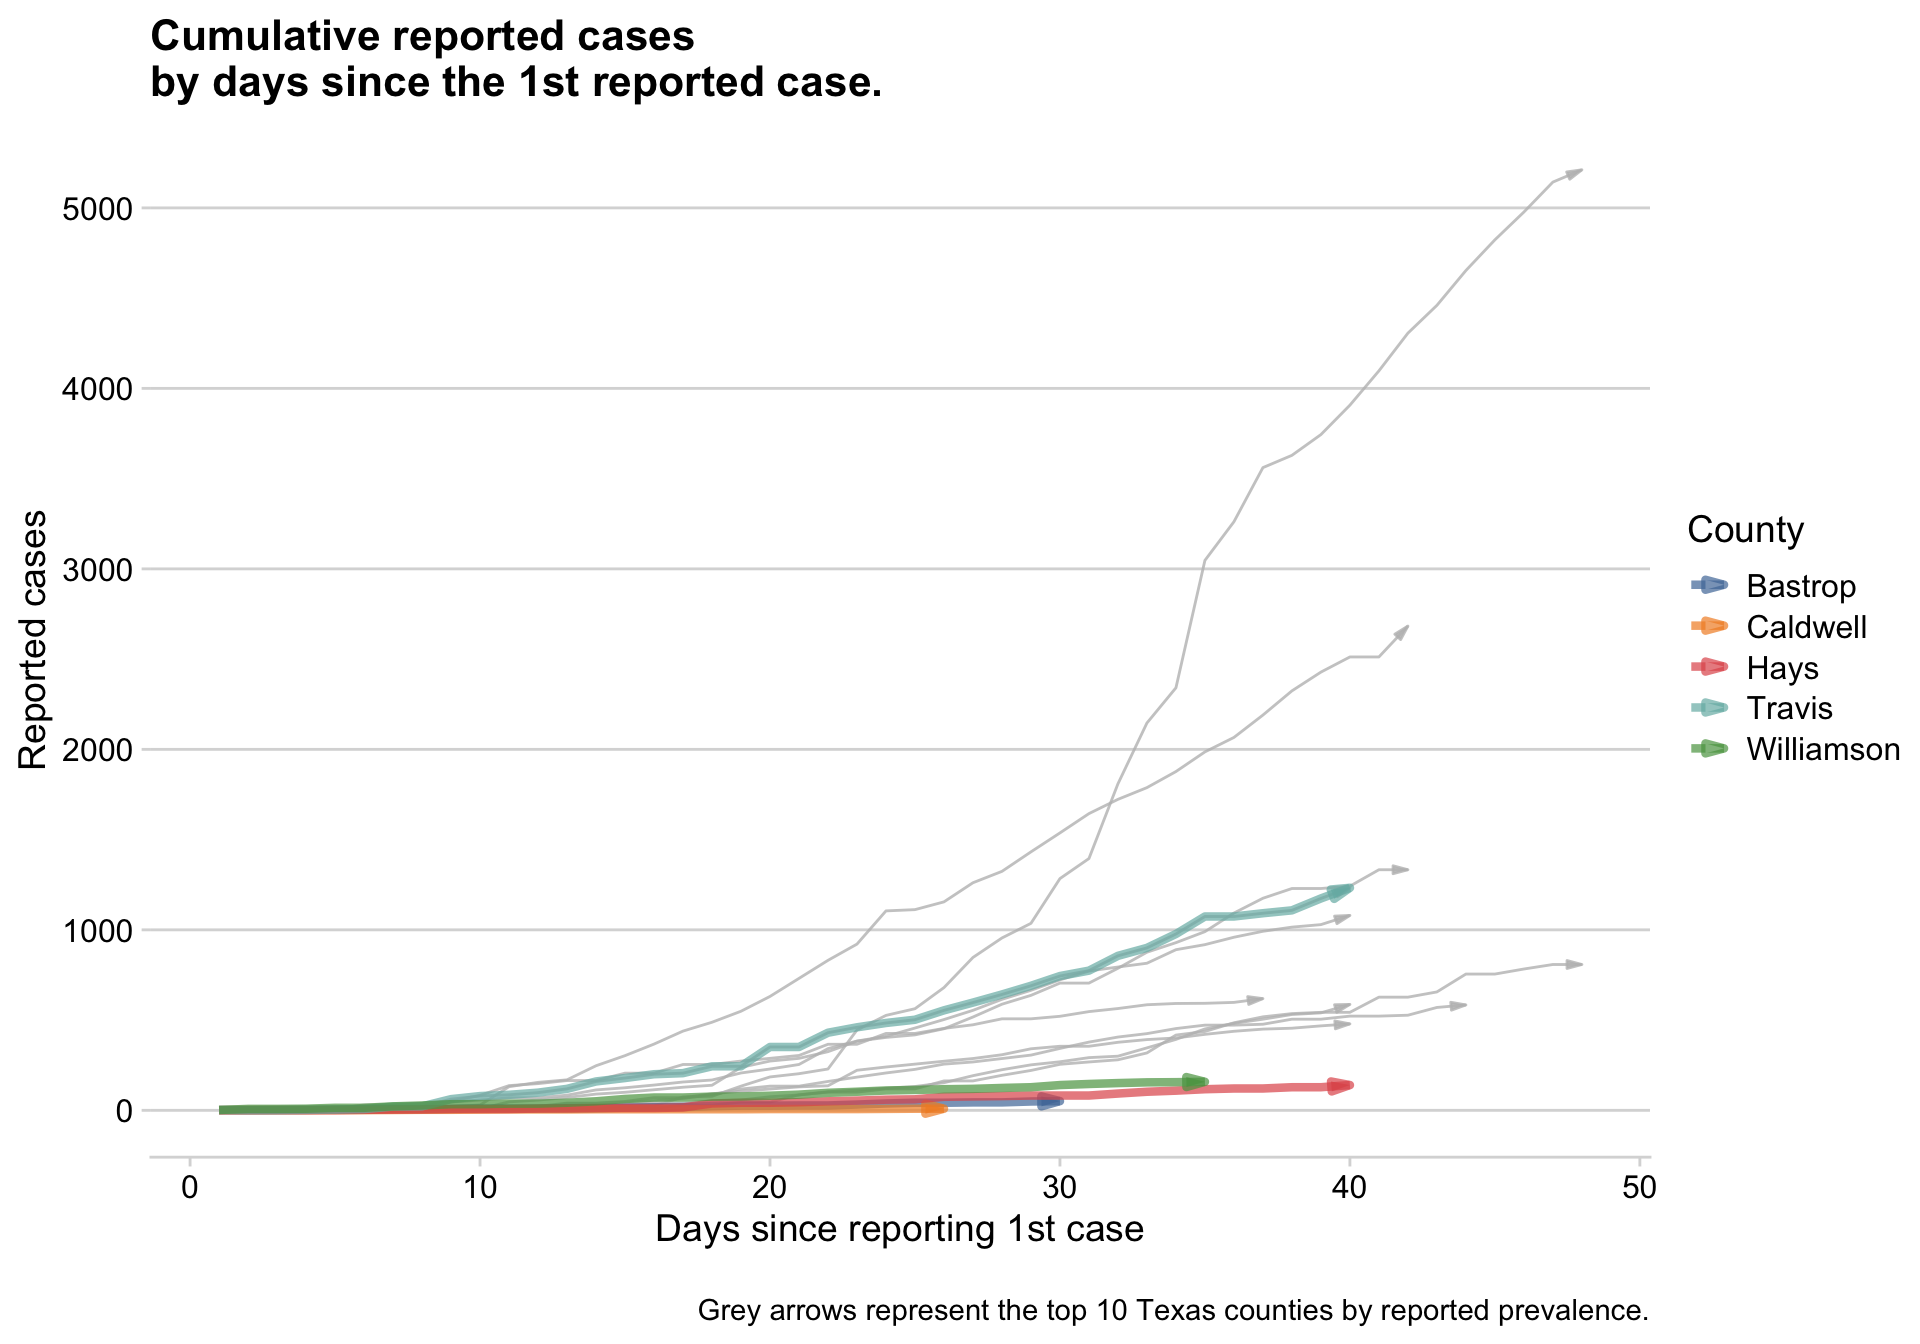 Cumulative reported cases
by days since the 1st reported case.
5000
4000
3000
2000
1000
0
Reported cases
0 10 20 30 40 50
Days since reporting 1st case
County
Bastrop
Caldwell
Hays
Travis
Williamson
Grey arrows represent the top 10 Texas counties by reported prevalence.